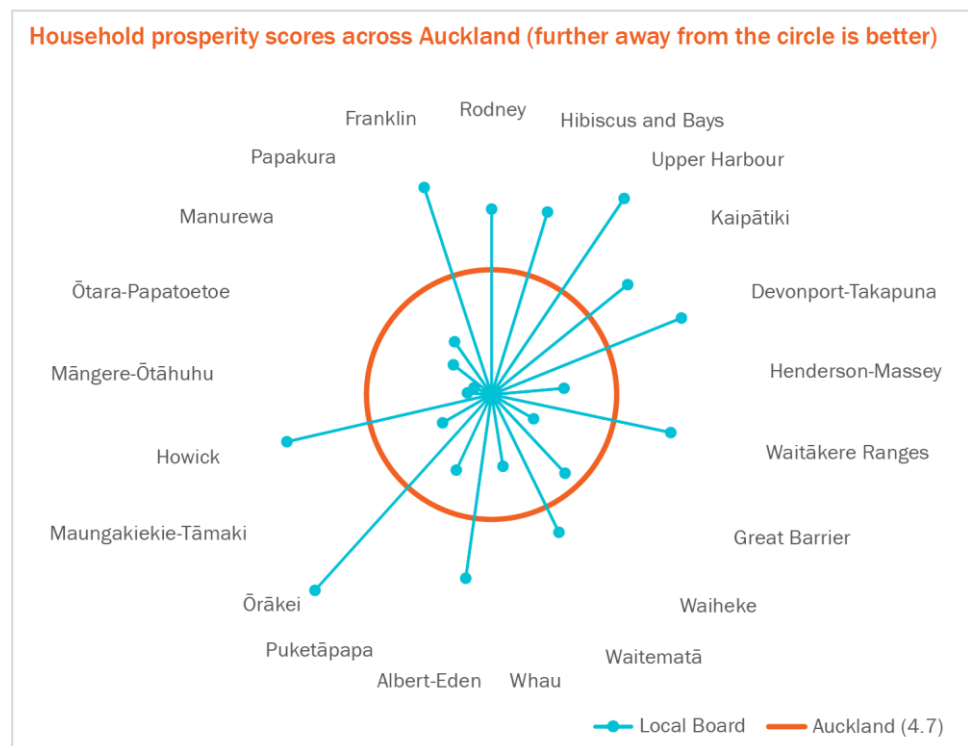 Household prosperity scores across Auckland (further away from the circle is better)
Rodney
Franklin
Hibiscus and Bays
Papakura
Upper Harbour
Manurewa
Kaipātiki
Ōtara-Papatoetoe
Devonport-Takapuna
Māngere-Ōtāhuhu
Henderson-Massey
Howick
Waitākere Ranges
Maungakiekie-Tāmaki
Great Barrier
Ōrākei
Waiheke
Puketāpapa
Waitematā
Albert-Eden
Whau
Local Board
Auckland (4.7)